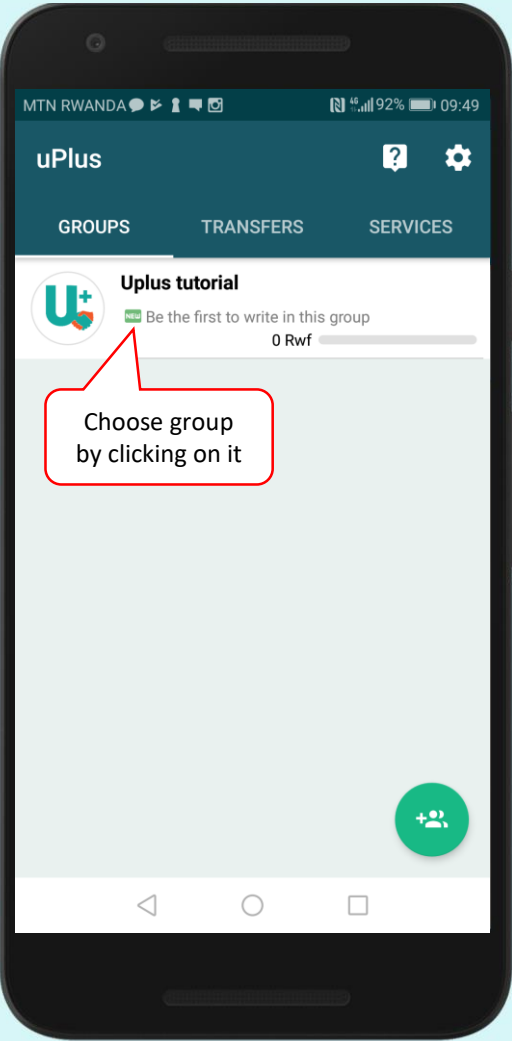 MTN RWANDA 4G 92% 09:49
uPlus
GROUPS TRANSFERS SERVICES
U+ Uplus tutorial
NEW Be the first to write in this group
0 Rwf
Choose group
by clicking on it